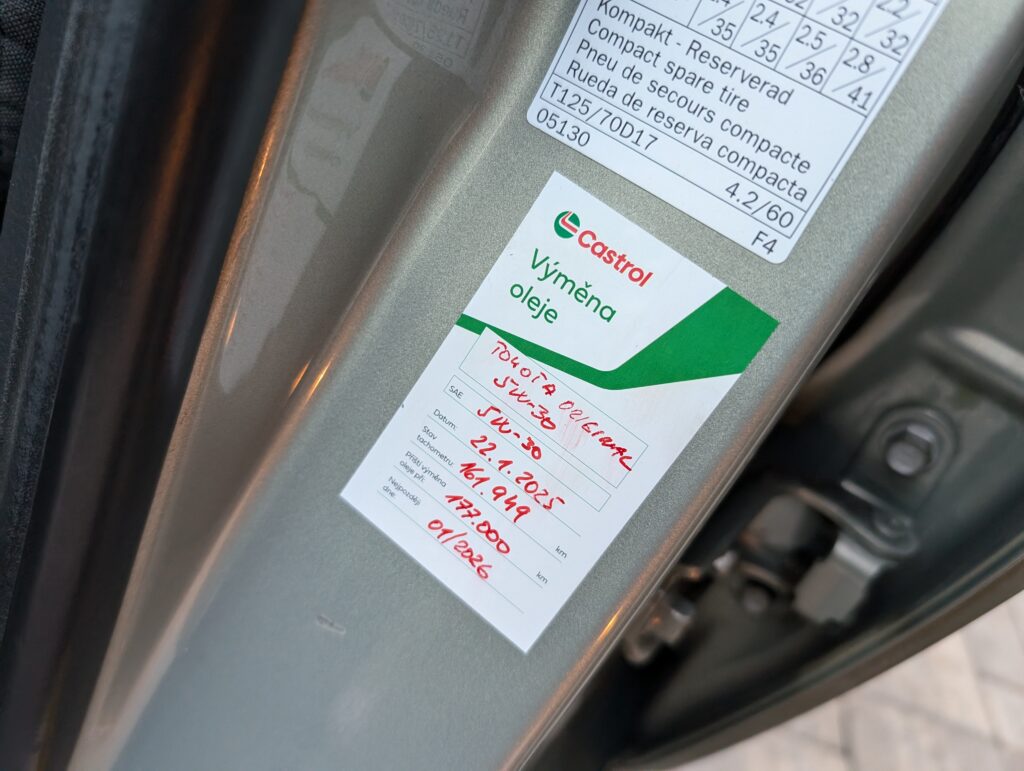 2.4/35 2.5/36 2.8/41
Kompakt - Reserverad
Compact spare tire
Pneu de secours compacte
Rueda de reserva compacta
T125/70D17 4.2/60
05130 F4
Castrol
Výměna
oleje
TOYOTA ORIGINAL
5W-30
SAE 5W-30
Datum: 22.1.2025
Stav
tachometru: 161.949 km
Příští výměna
oleje při: 177.000 km
Nejpozději
dne: 01/2026